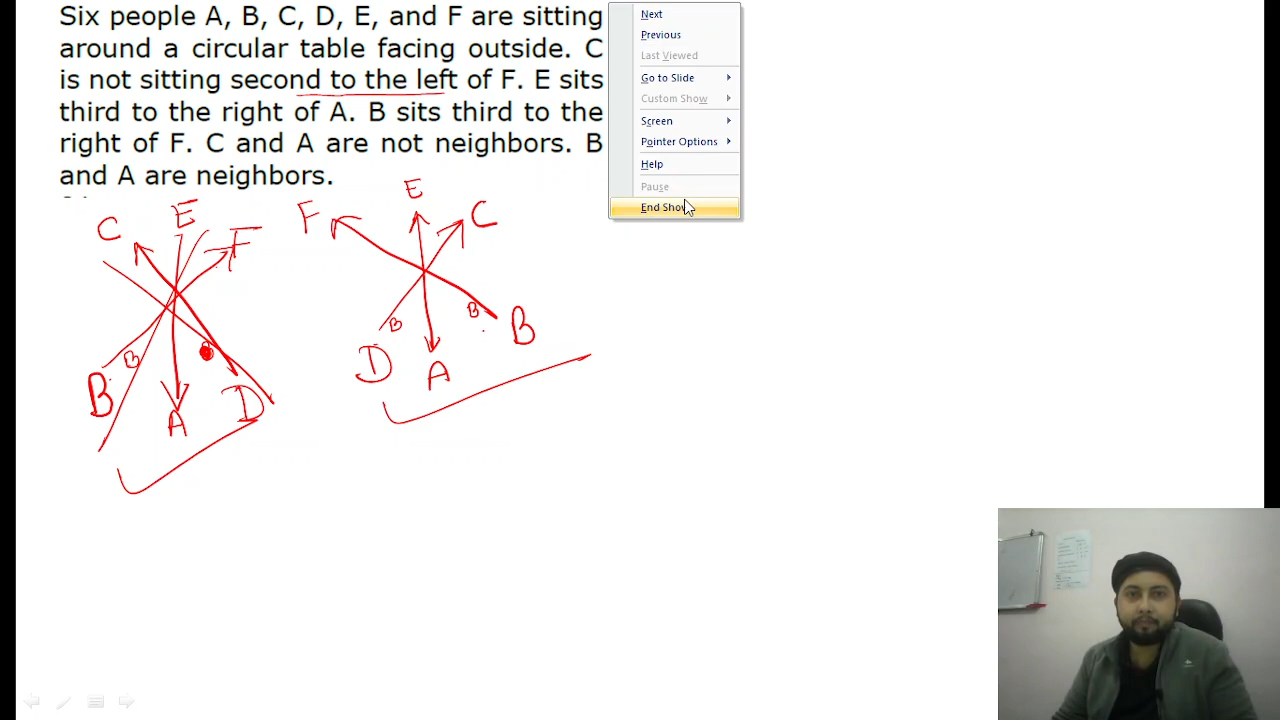 Six people A, B, C, D, E, and F are sitting
around a circular table facing outside. C
is not sitting second to the left of F. E sits
third to the right of A. B sits third to the
right of F. C and A are not neighbors. B
and A are neighbors.
Next
Previous
Last Viewed
Go to Slide
Custom Show
Screen
Pointer Options
Help
Pause
End Show
C E F
B
B A D
F E C
B B
D A B